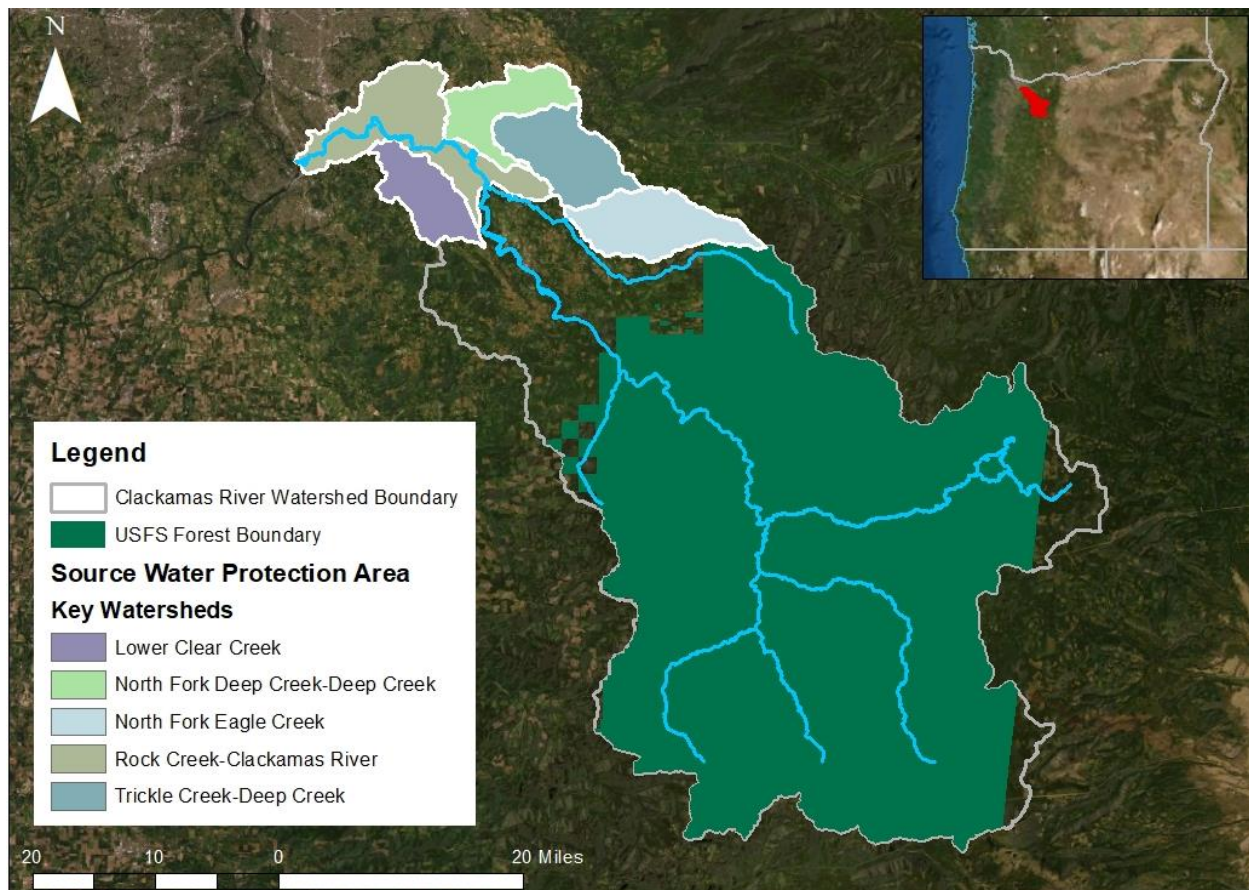 N
Legend
Clackamas River Watershed Boundary
USFS Forest Boundary
Source Water Protection Area
Key Watersheds
Lower Clear Creek
North Fork Deep Creek-Deep Creek
North Fork Eagle Creek
Rock Creek-Clackamas River
Trickle Creek-Deep Creek
20 10 0 20 Miles